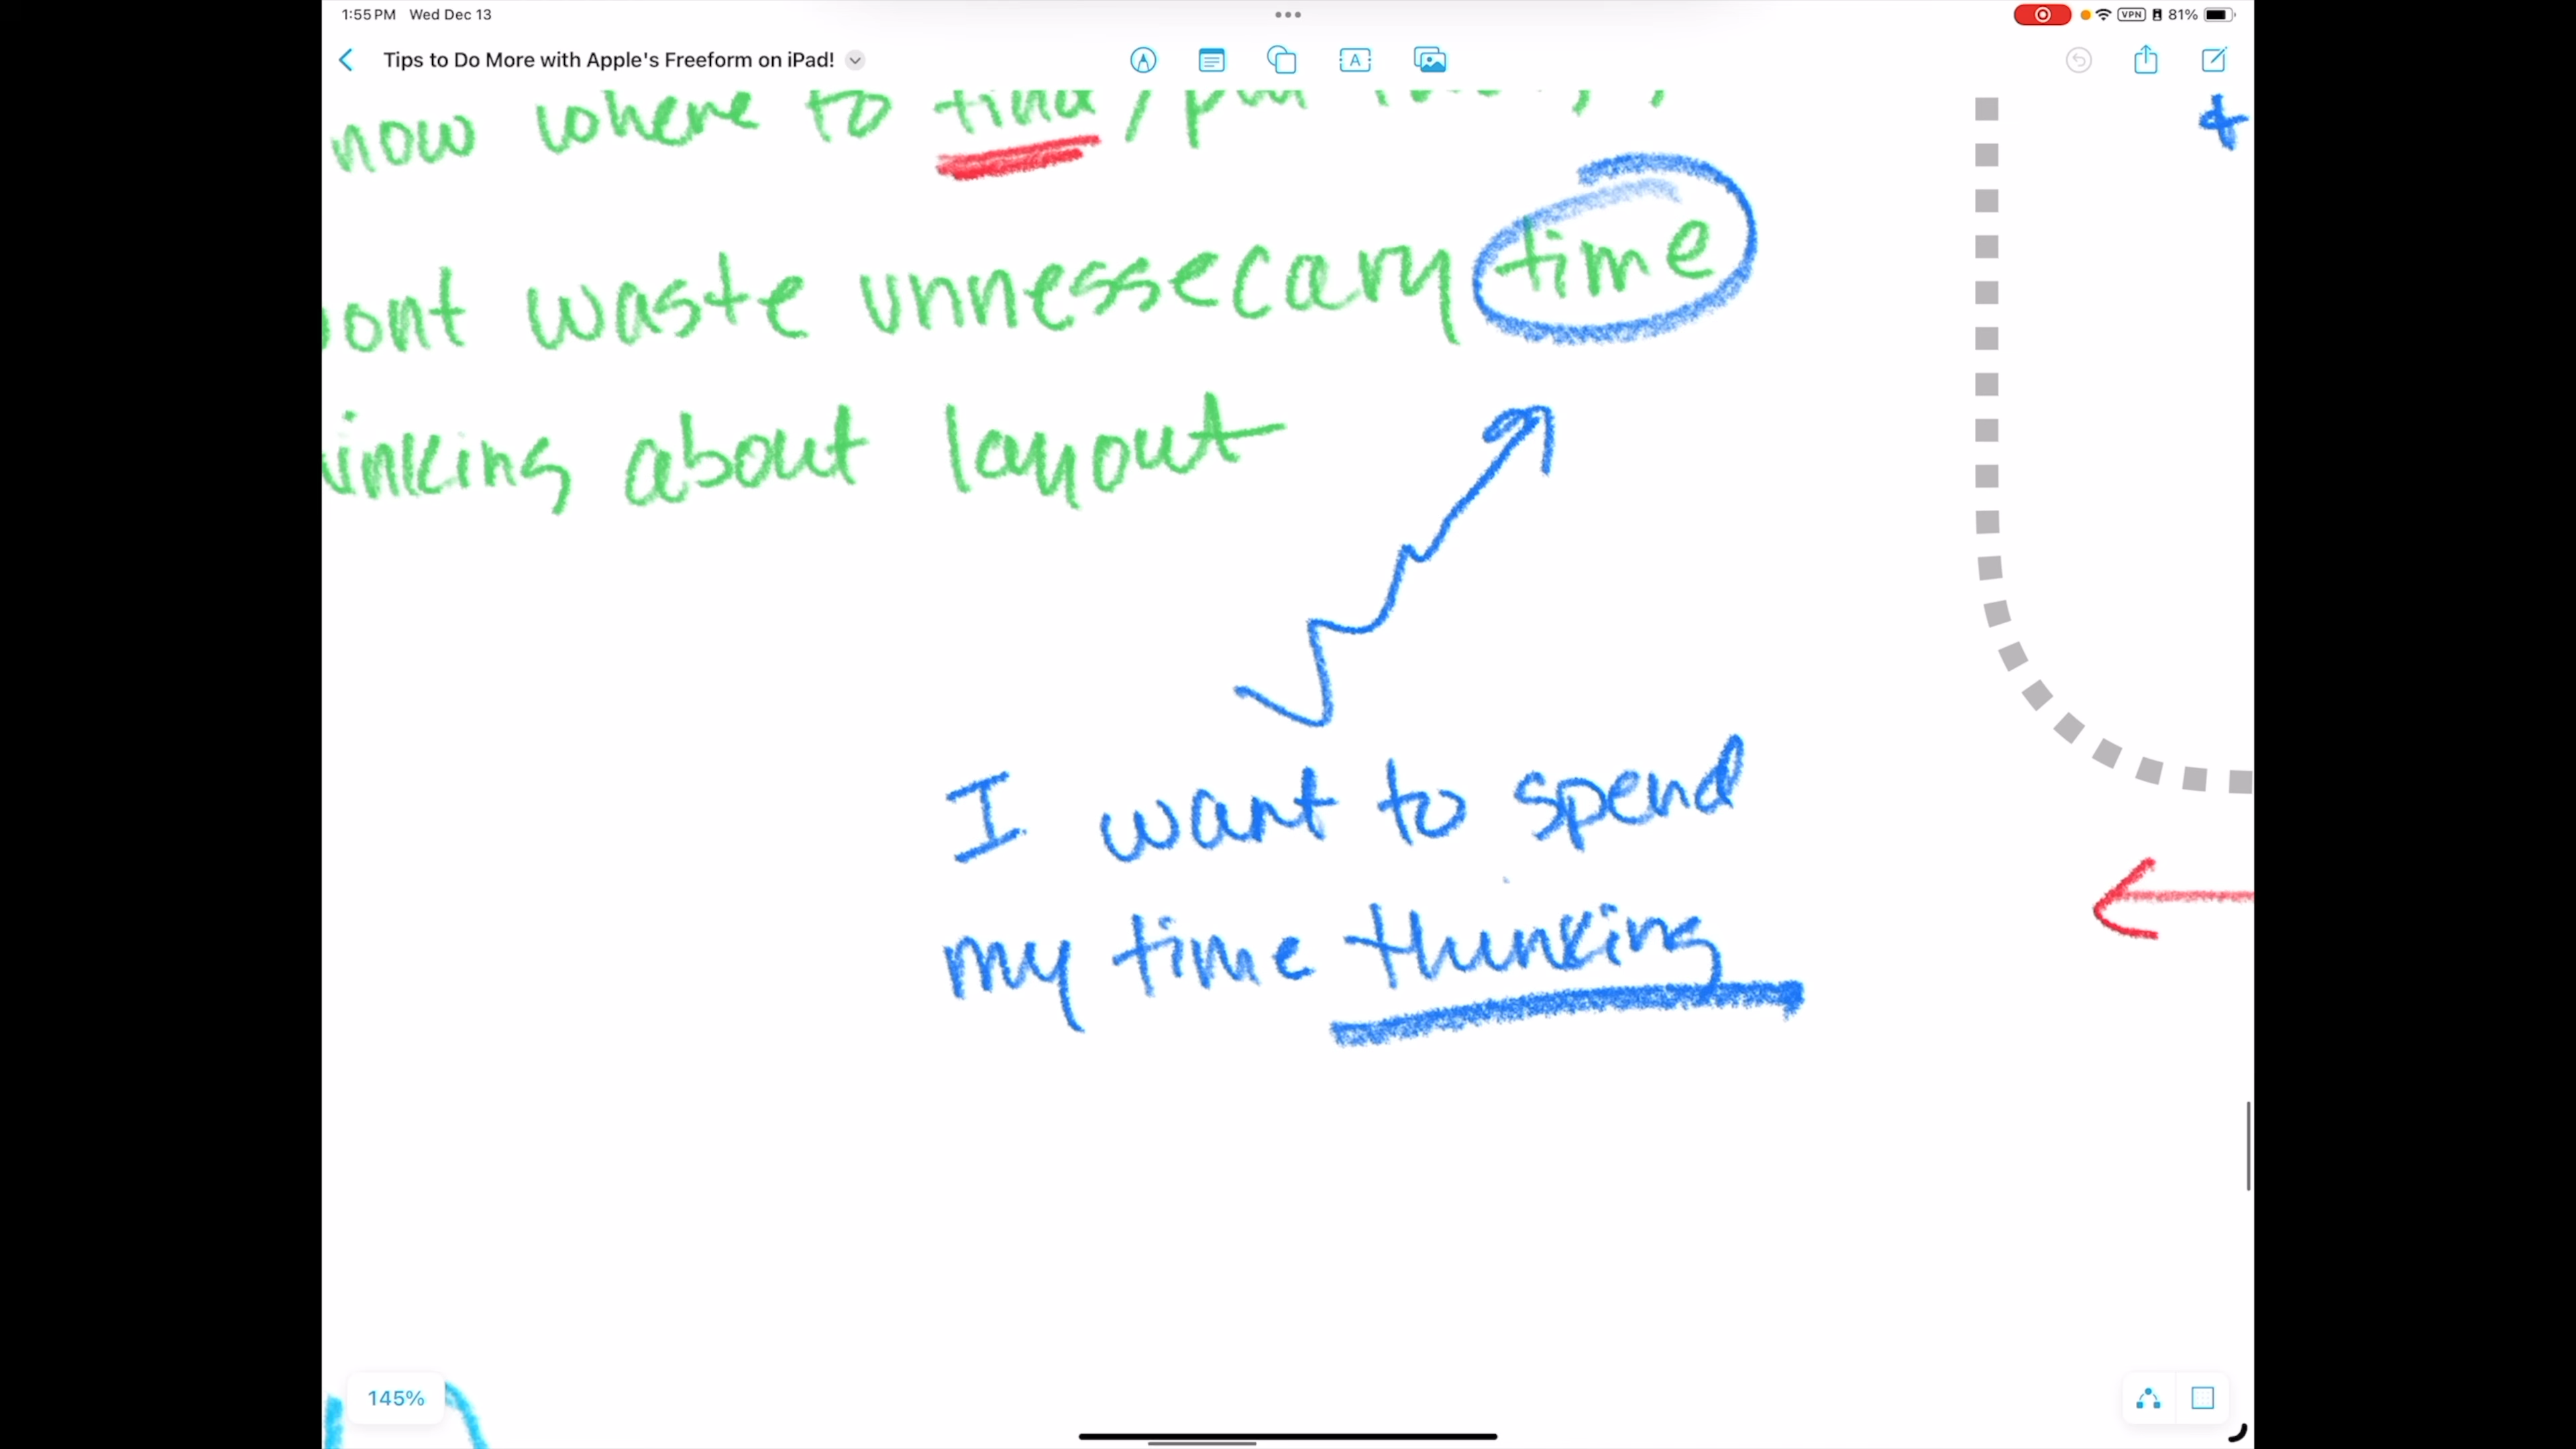 1:55 PM Wed Dec 13
VPN 81%
Tips to Do More with Apple's Freeform on iPad!
A
now where to find /
ont waste unnessecary time
inking about layout
I want to spend
my time thinking
145%